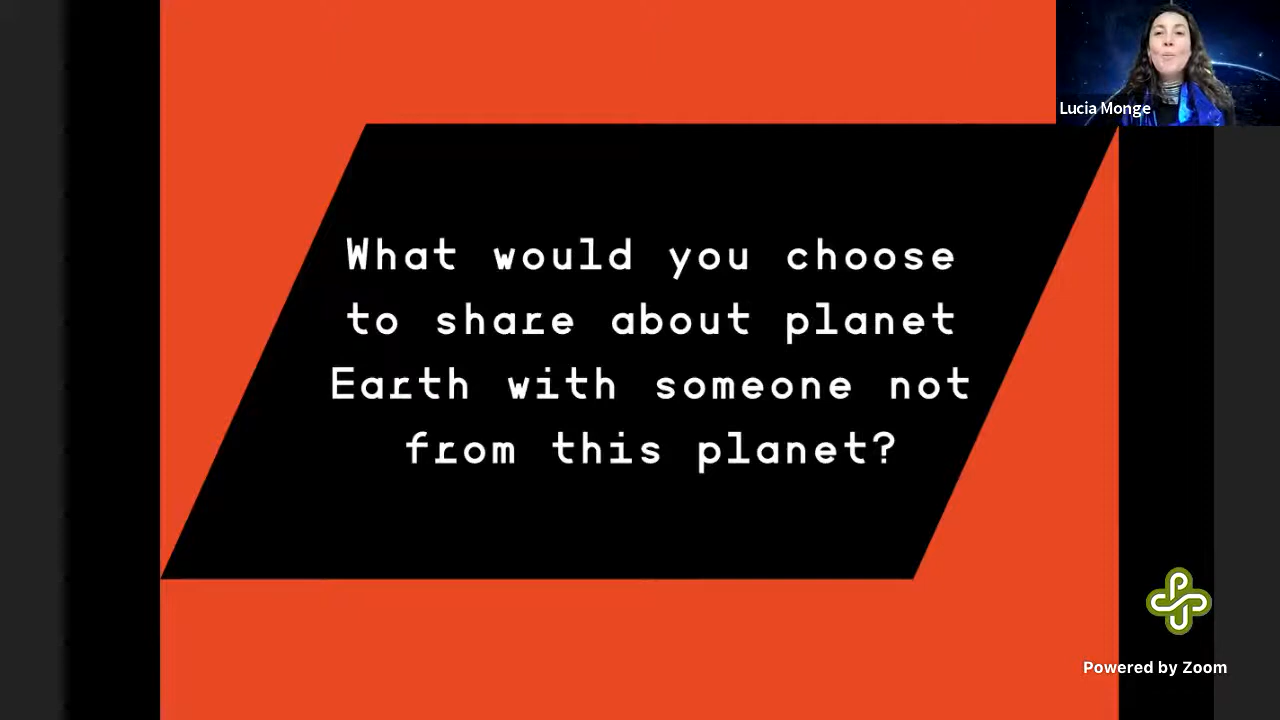 Lucia Monge
What would you choose
to share about planet
Earth with someone not
from this planet?
PSU
Powered by Zoom